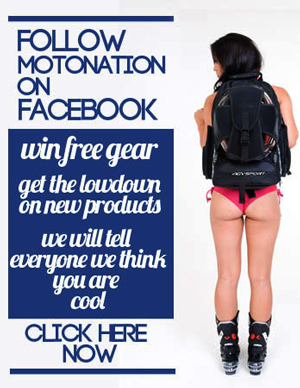 FOLLOW
MOTONATION
ON
FACEBOOK
win free gear
get the lowdown
on new products
we will tell
everyone we think
you are
cool
CLICK HERE
NOW
AGVSPORT